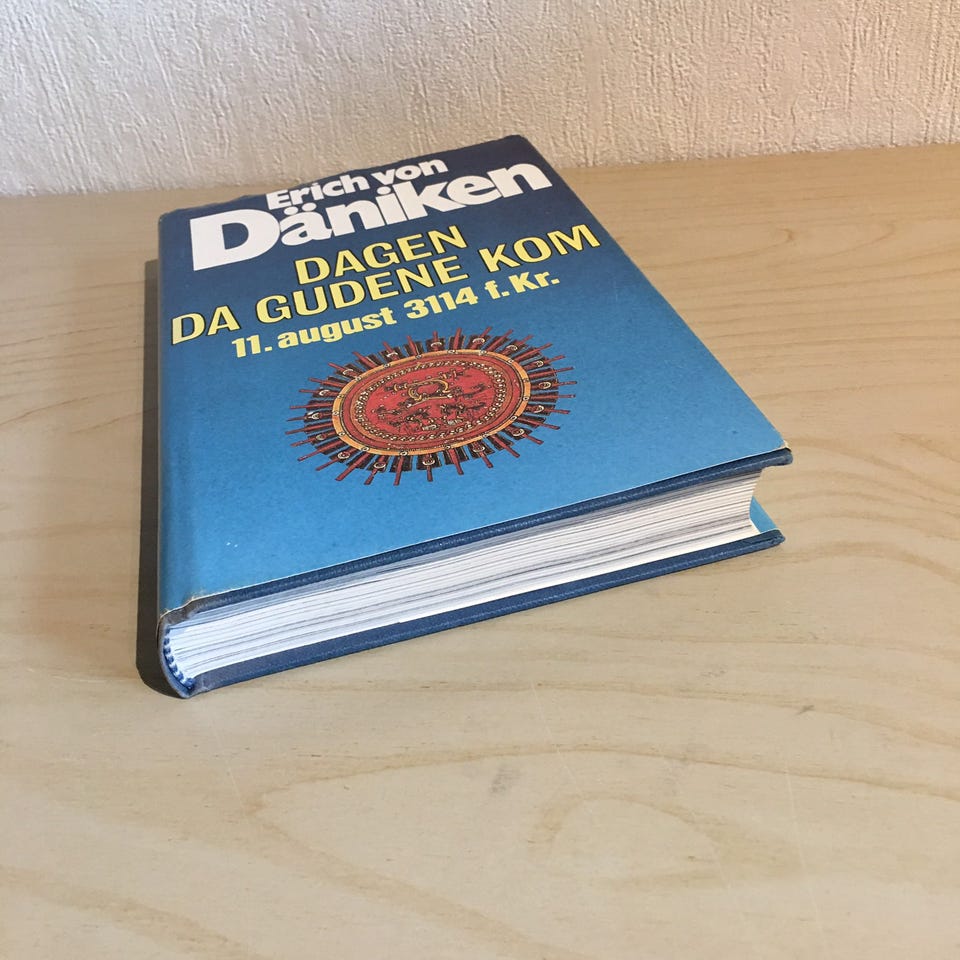 Erich von
Däniken
DAGEN
DA GUDENE KOM
11. august 3114 f. Kr.